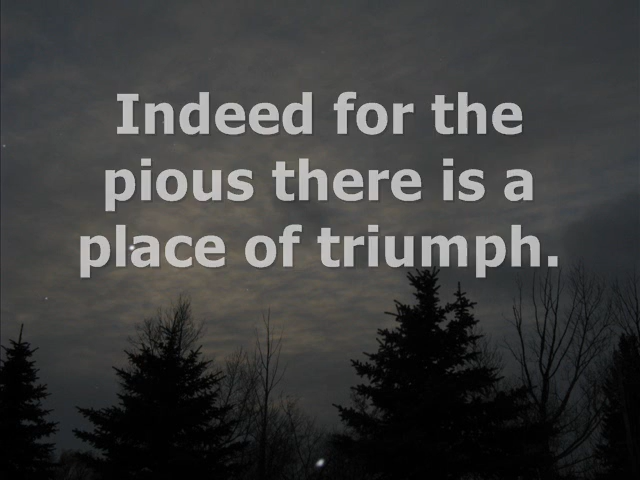 Indeed for the
pious there is a
place of triumph.